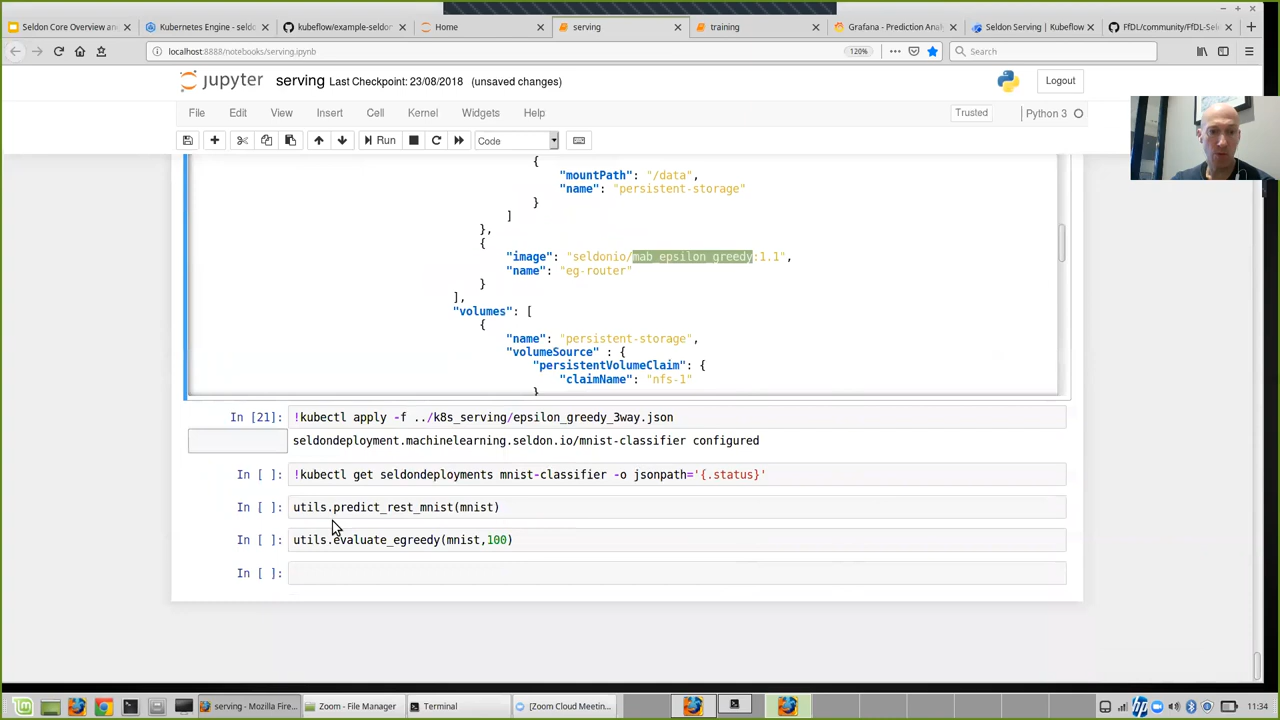 Seldon Core Overview an
Kubernetes Engine - seldo
kubeflow/example-seldon
Home
serving
training
Grafana - Prediction Anal
Seldon Serving | Kubeflow
FfDL/community/FfDL-Sel
localhost:8888/notebooks/serving.ipynb
120%
Search
jupyter serving Last Checkpoint: 23/08/2018 (unsaved changes)
Logout
File Edit View Insert Cell Kernel Widgets Help
Trusted
Python 3
Run
Code
{
"mountPath": "/data",
"name": "persistent-storage"
}
]
},
{
"image": "seldonio/mab_epsilon_greedy:1.1",
"name": "eg-router"
}
],
"volumes": [
{
"name": "persistent-storage",
"volumeSource" : {
"persistentVolumeClaim": {
"claimName": "nfs-1"
}
In [21]: !kubectl apply -f ../k8s_serving/epsilon_greedy_3way.json
seldondeployment.machinelearning.seldon.io/mnist-classifier configured
In [ ]: !kubectl get seldondeployments mnist-classifier -o jsonpath='{.status}'
In [ ]: utils.predict_rest_mnist(mnist)
In [ ]: utils.evaluate_egreedy(mnist,100)
In [ ]:
serving - Mozilla Fire...
Zoom - File Manager
Terminal
[Zoom Cloud Meetin...
11:34